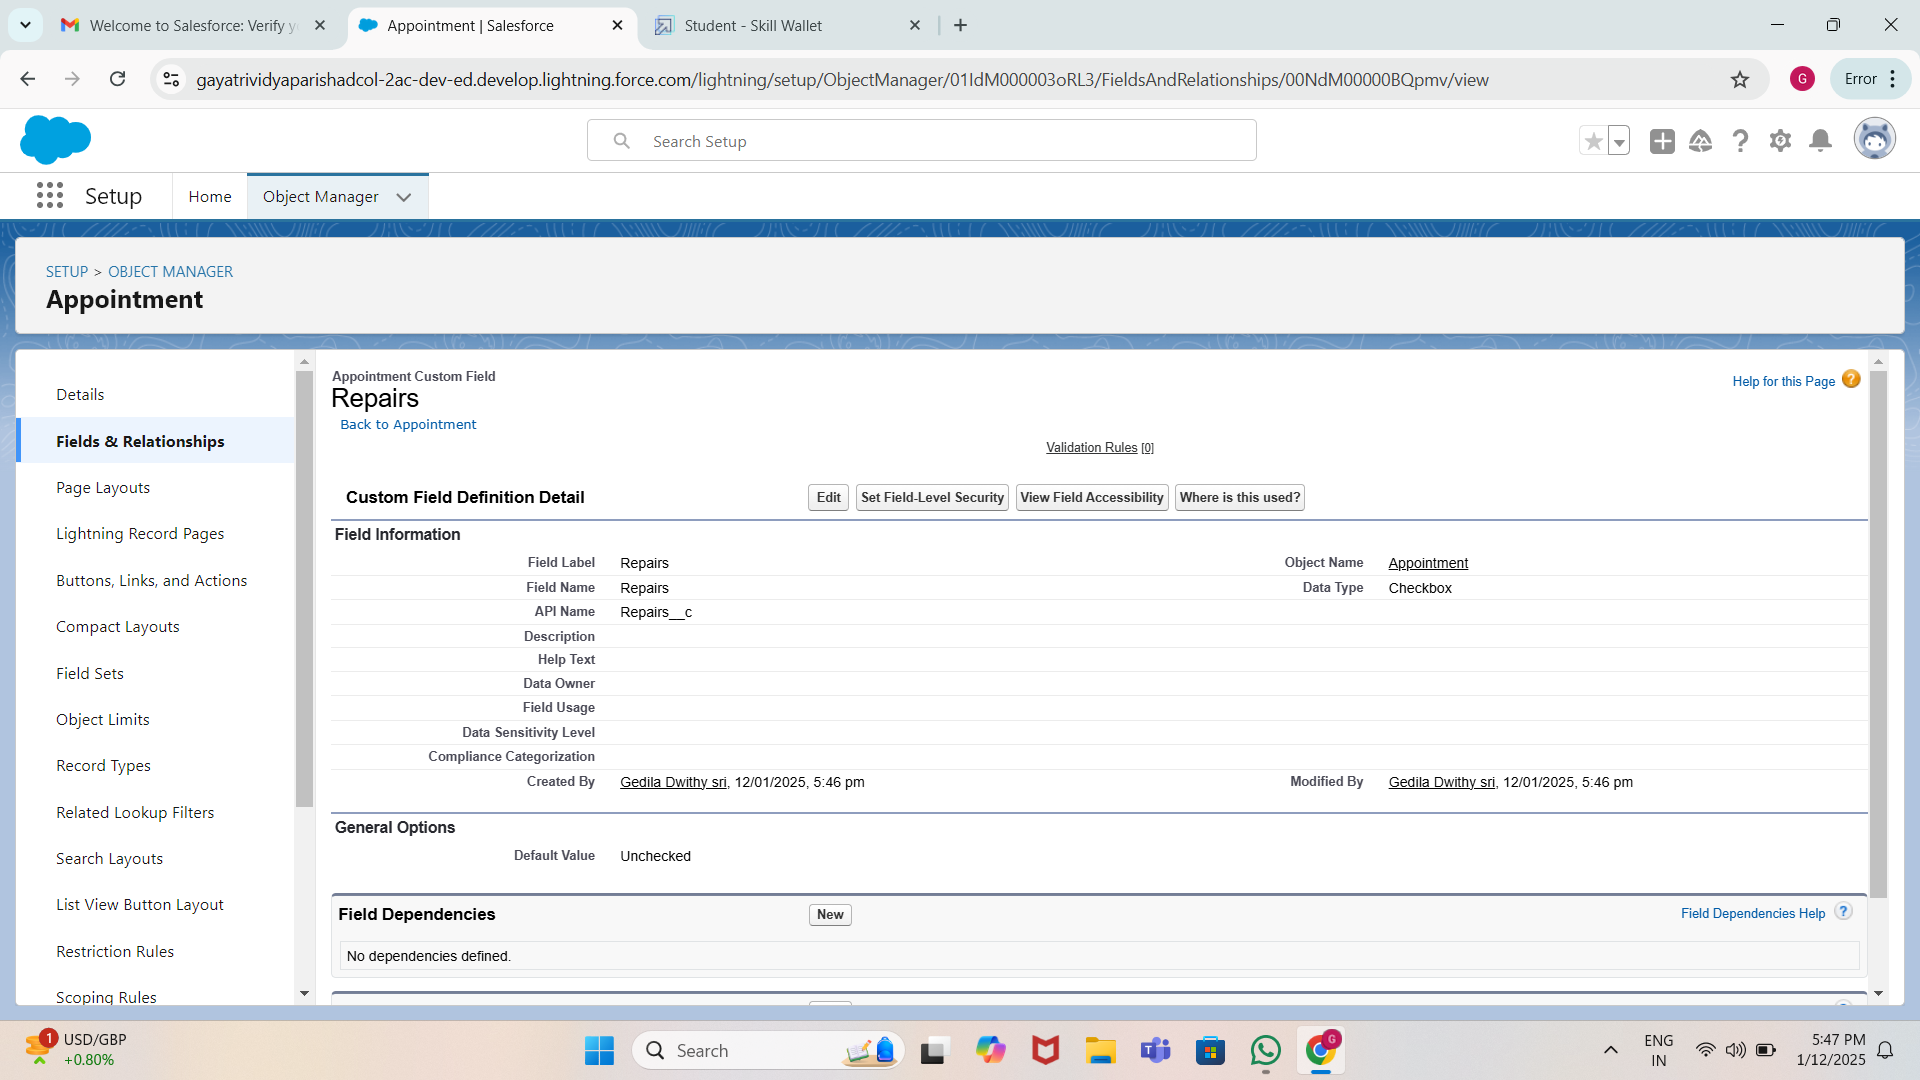 Welcome to Salesforce: Verify y
Appointment | Salesforce
Student - Skill Wallet
gayatrividyaparishadcol-2ac-dev-ed.develop.lightning.force.com/lightning/setup/ObjectManager/01IdM000003oRL3/FieldsAndRelationships/00NdM00000BQpmv/view
G
Error
Search Setup
Setup
Home
Object Manager
SETUP > OBJECT MANAGER
Appointment
Details
Fields & Relationships
Page Layouts
Lightning Record Pages
Buttons, Links, and Actions
Compact Layouts
Field Sets
Object Limits
Record Types
Related Lookup Filters
Search Layouts
List View Button Layout
Restriction Rules
Scoping Rules
Appointment Custom Field
Repairs
Back to Appointment
Help for this Page ?
Validation Rules [0]
Custom Field Definition Detail
Edit
Set Field-Level Security
View Field Accessibility
Where is this used?
Field Information
Field Label Repairs Object Name Appointment
Field Name Repairs Data Type Checkbox
API Name Repairs__c
Description
Help Text
Data Owner
Field Usage
Data Sensitivity Level
Compliance Categorization
Created By Gedila Dwithy sri, 12/01/2025, 5:46 pm Modified By Gedila Dwithy sri, 12/01/2025, 5:46 pm
General Options
Default Value Unchecked
Field Dependencies
New
Field Dependencies Help ?
No dependencies defined.
1
USD/GBP
+0.80%
Search
G
ENG
IN
5:47 PM
1/12/2025